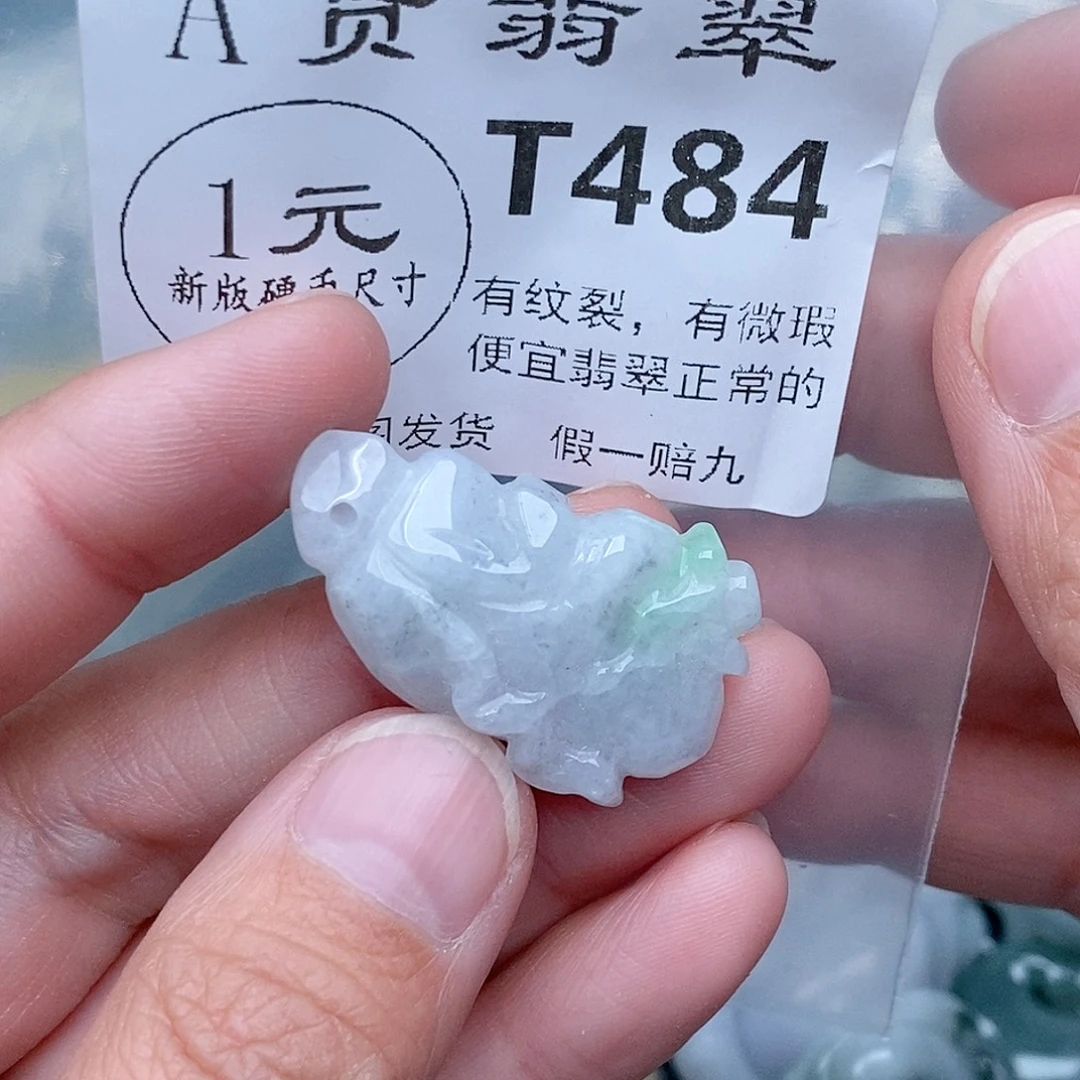 A 货 翡 翠
T484
1元
新版硬币尺寸
有纹裂，有微瑕
便宜翡翠正常的
发货 假一赔九